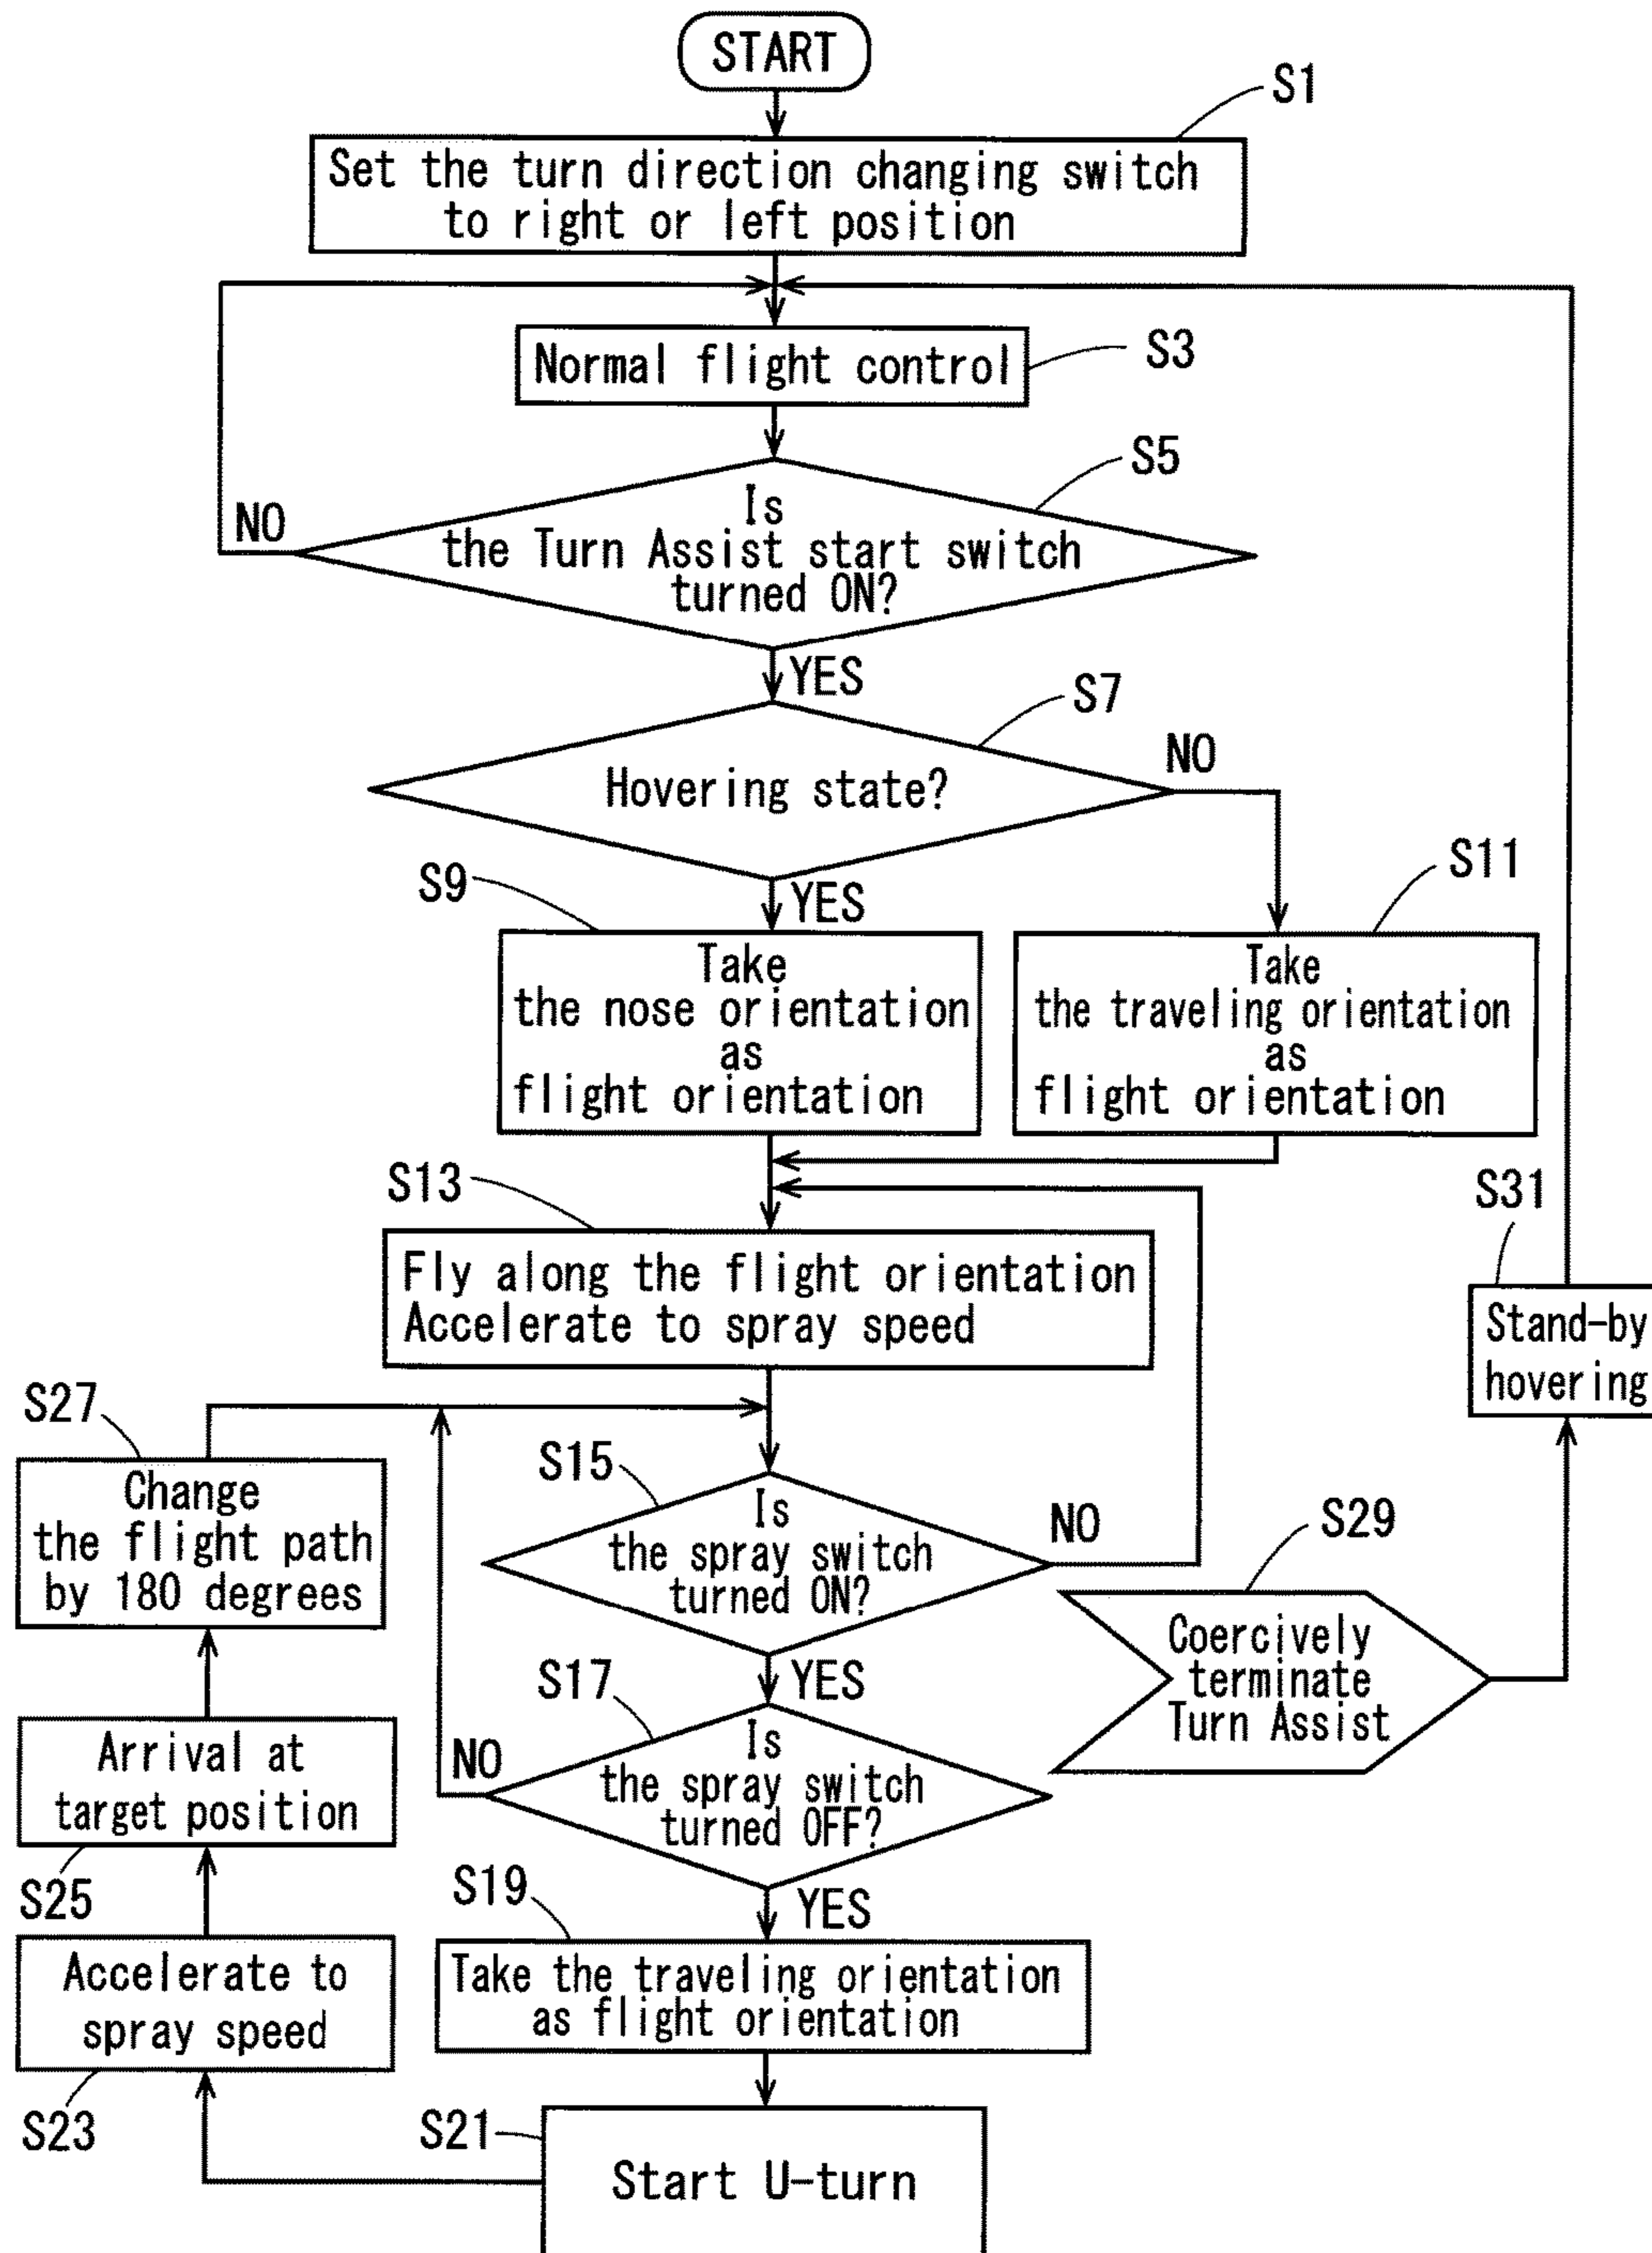 START
S1
Set the turn direction changing switch
to right or left position
Normal flight control
S3
S5
Is
the Turn Assist start switch
turned ON?
NO
YES
S7
Hovering state?
NO
YES
S9
Take
the nose orientation
as
flight orientation
S11
Take
the traveling orientation
as
flight orientation
S13
Fly along the flight orientation
Accelerate to spray speed
S31
Stand-by
hovering
S27
Change
the flight path
by 180 degrees
S15
Is
the spray switch
turned ON?
NO
YES
S29
Coercively
terminate
Turn Assist
S17
Is
the spray switch
turned OFF?
NO
YES
Arrival at
target position
S25
S19
Take the traveling orientation
as flight orientation
Accelerate to
spray speed
S23
S21
Start U-turn